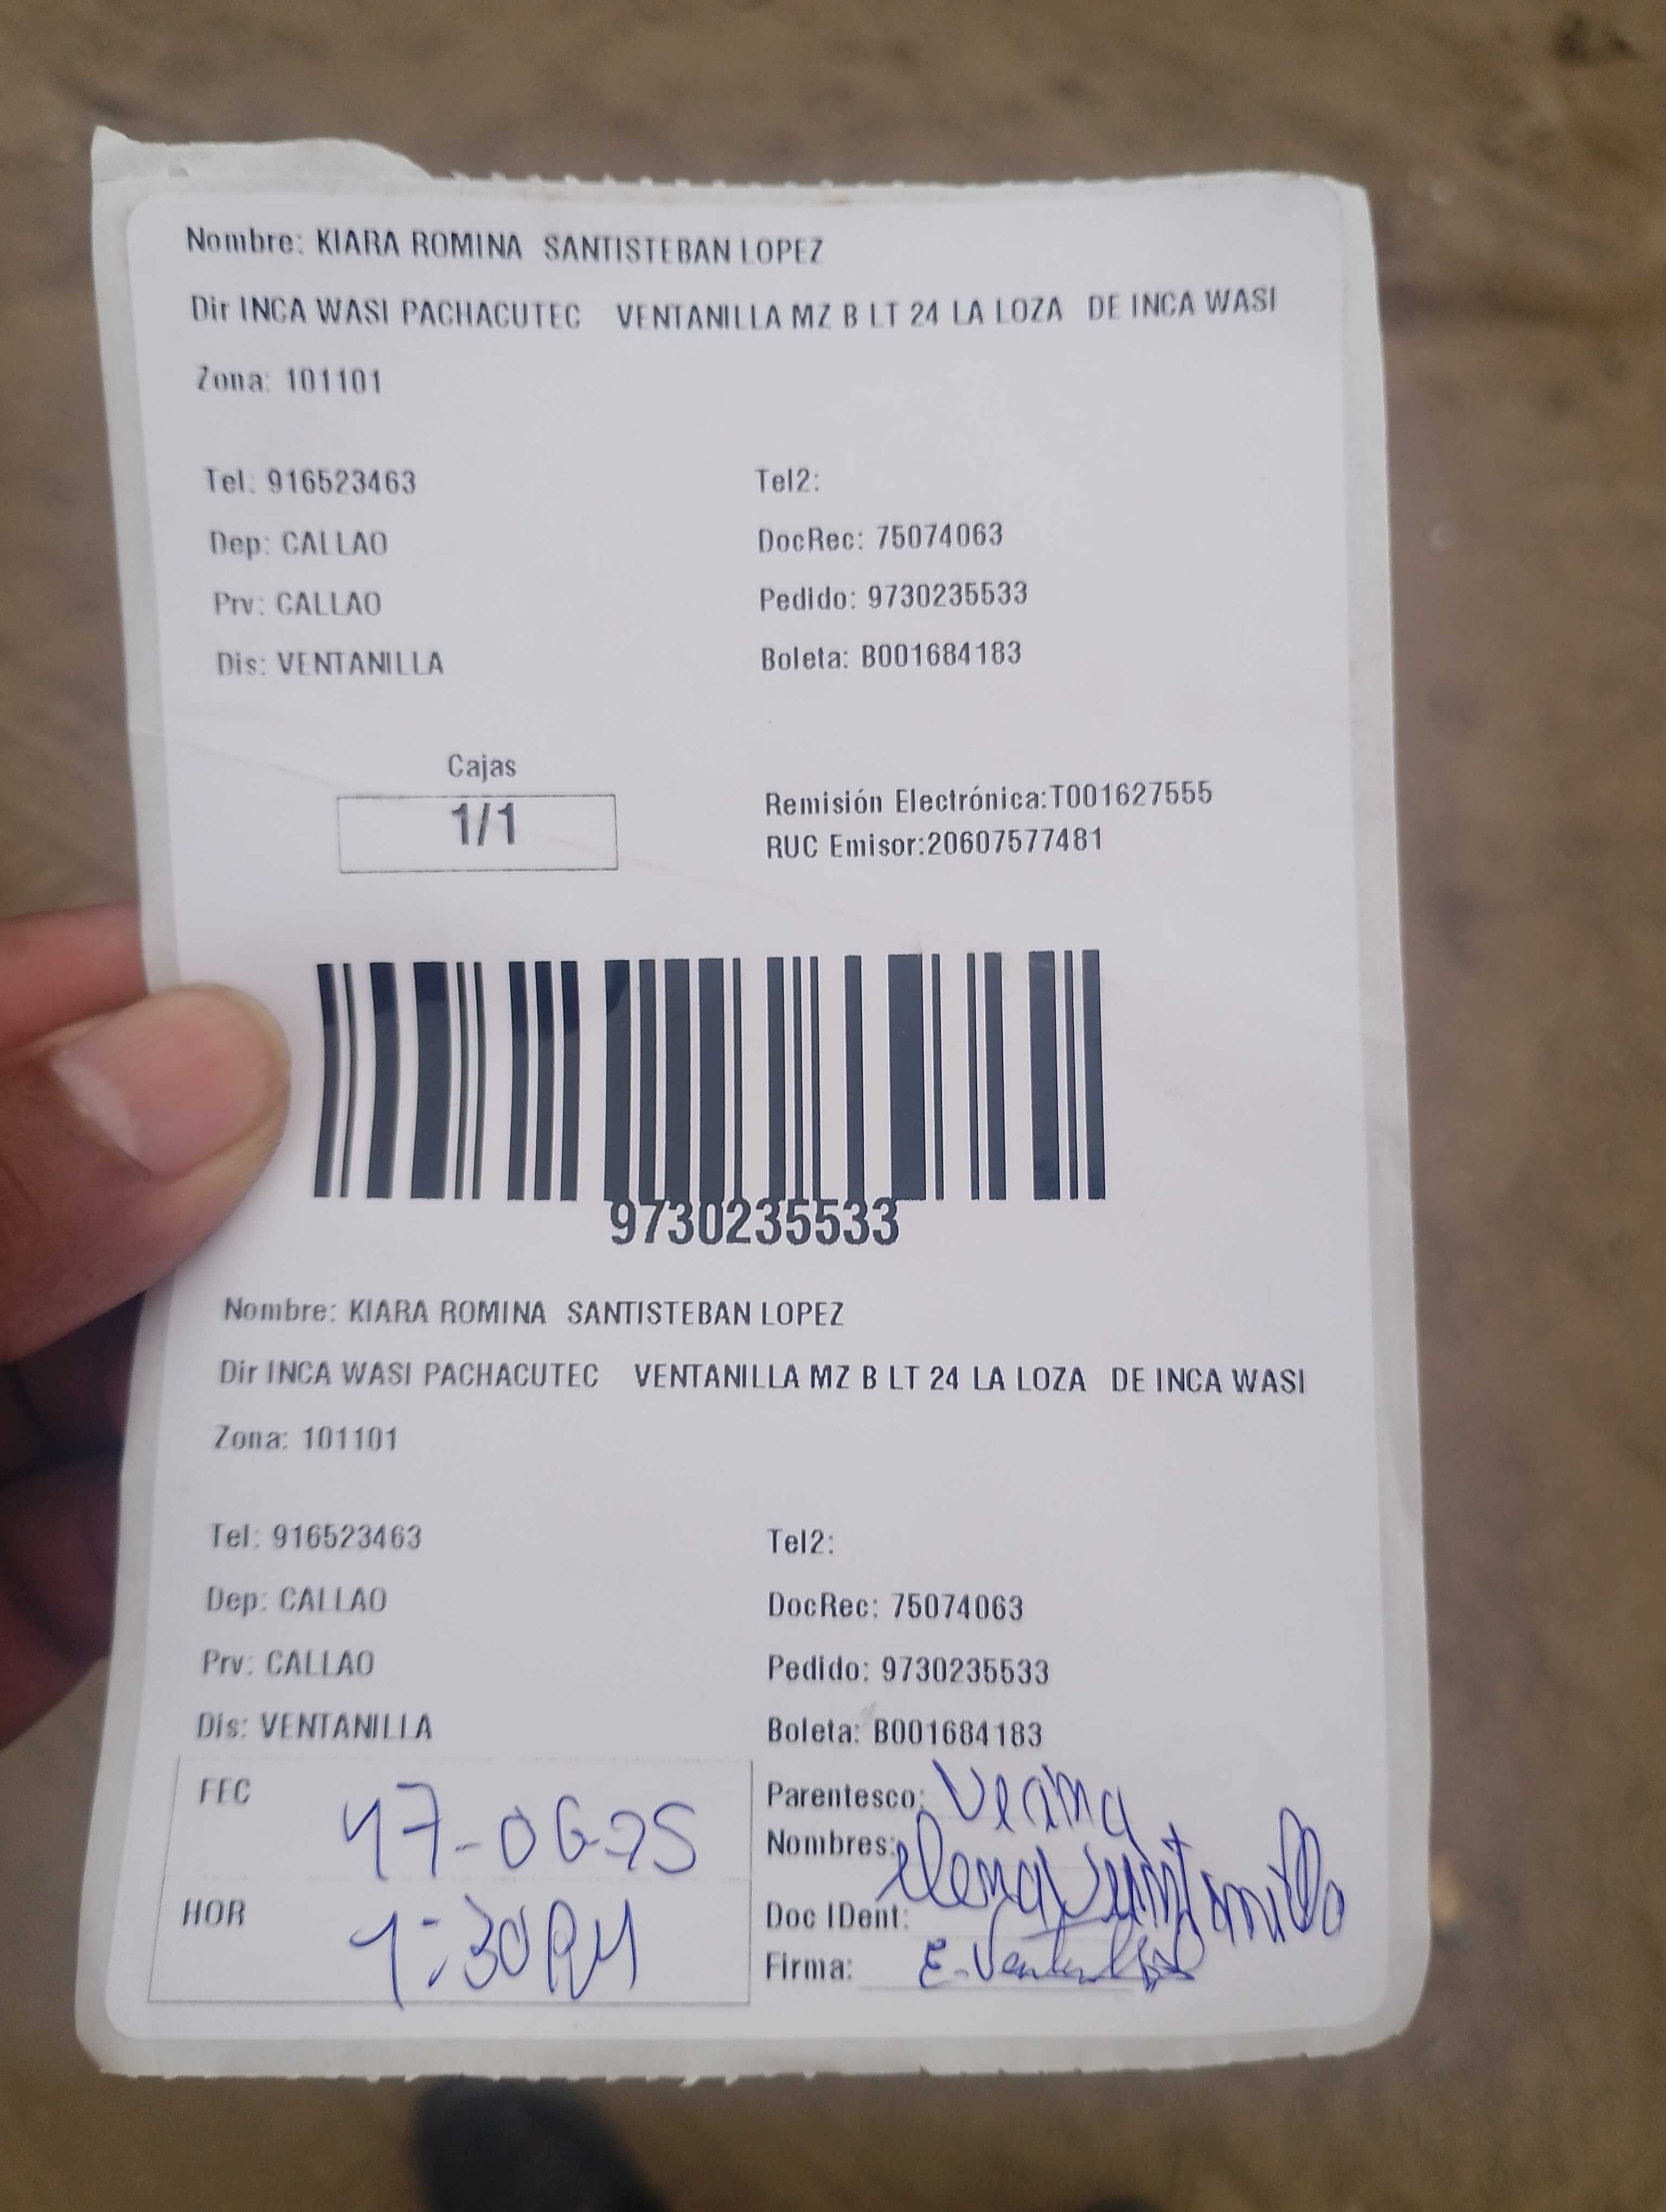 Nombre: KIARA ROMINA SANTISTEBAN LOPEZ
Dir INCA WASI PACHACUTEC VENTANILLA MZ B LT 24 LA LOZA DE INCA WASI
Zona: 101101
Tel: 916523463 Tel2:
Dep: CALLAO DocRec: 75074063
Prv: CALLAO Pedido: 9730235533
Dis: VENTANILLA Boleta: B001684183
Cajas
1/1
Remisión Electrónica:T001627555
RUC Emisor:20607577481
9730235533
Nombre: KIARA ROMINA SANTISTEBAN LOPEZ
Dir INCA WASI PACHACUTEC VENTANILLA MZ B LT 24 LA LOZA DE INCA WASI
Zona: 101101
Tel: 916523463 Tel2:
Dep: CALLAO DocRec: 75074063
Prv: CALLAO Pedido: 9730235533
Dis: VENTANILLA Boleta: B001684183
FEC 17-06-25
Parentesco: Vecina
Nombres: elena
HOR 1:30PM
Doc IDent:
Firma: